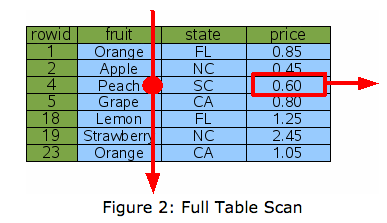 rowid fruit state price
1 Orange FL 0.85
2 Apple NC 0.45
4 Peach SC 0.60
5 Grape CA 0.80
18 Lemon FL 1.25
19 Strawberry NC 2.45
23 Orange CA 1.05
Figure 2: Full Table Scan